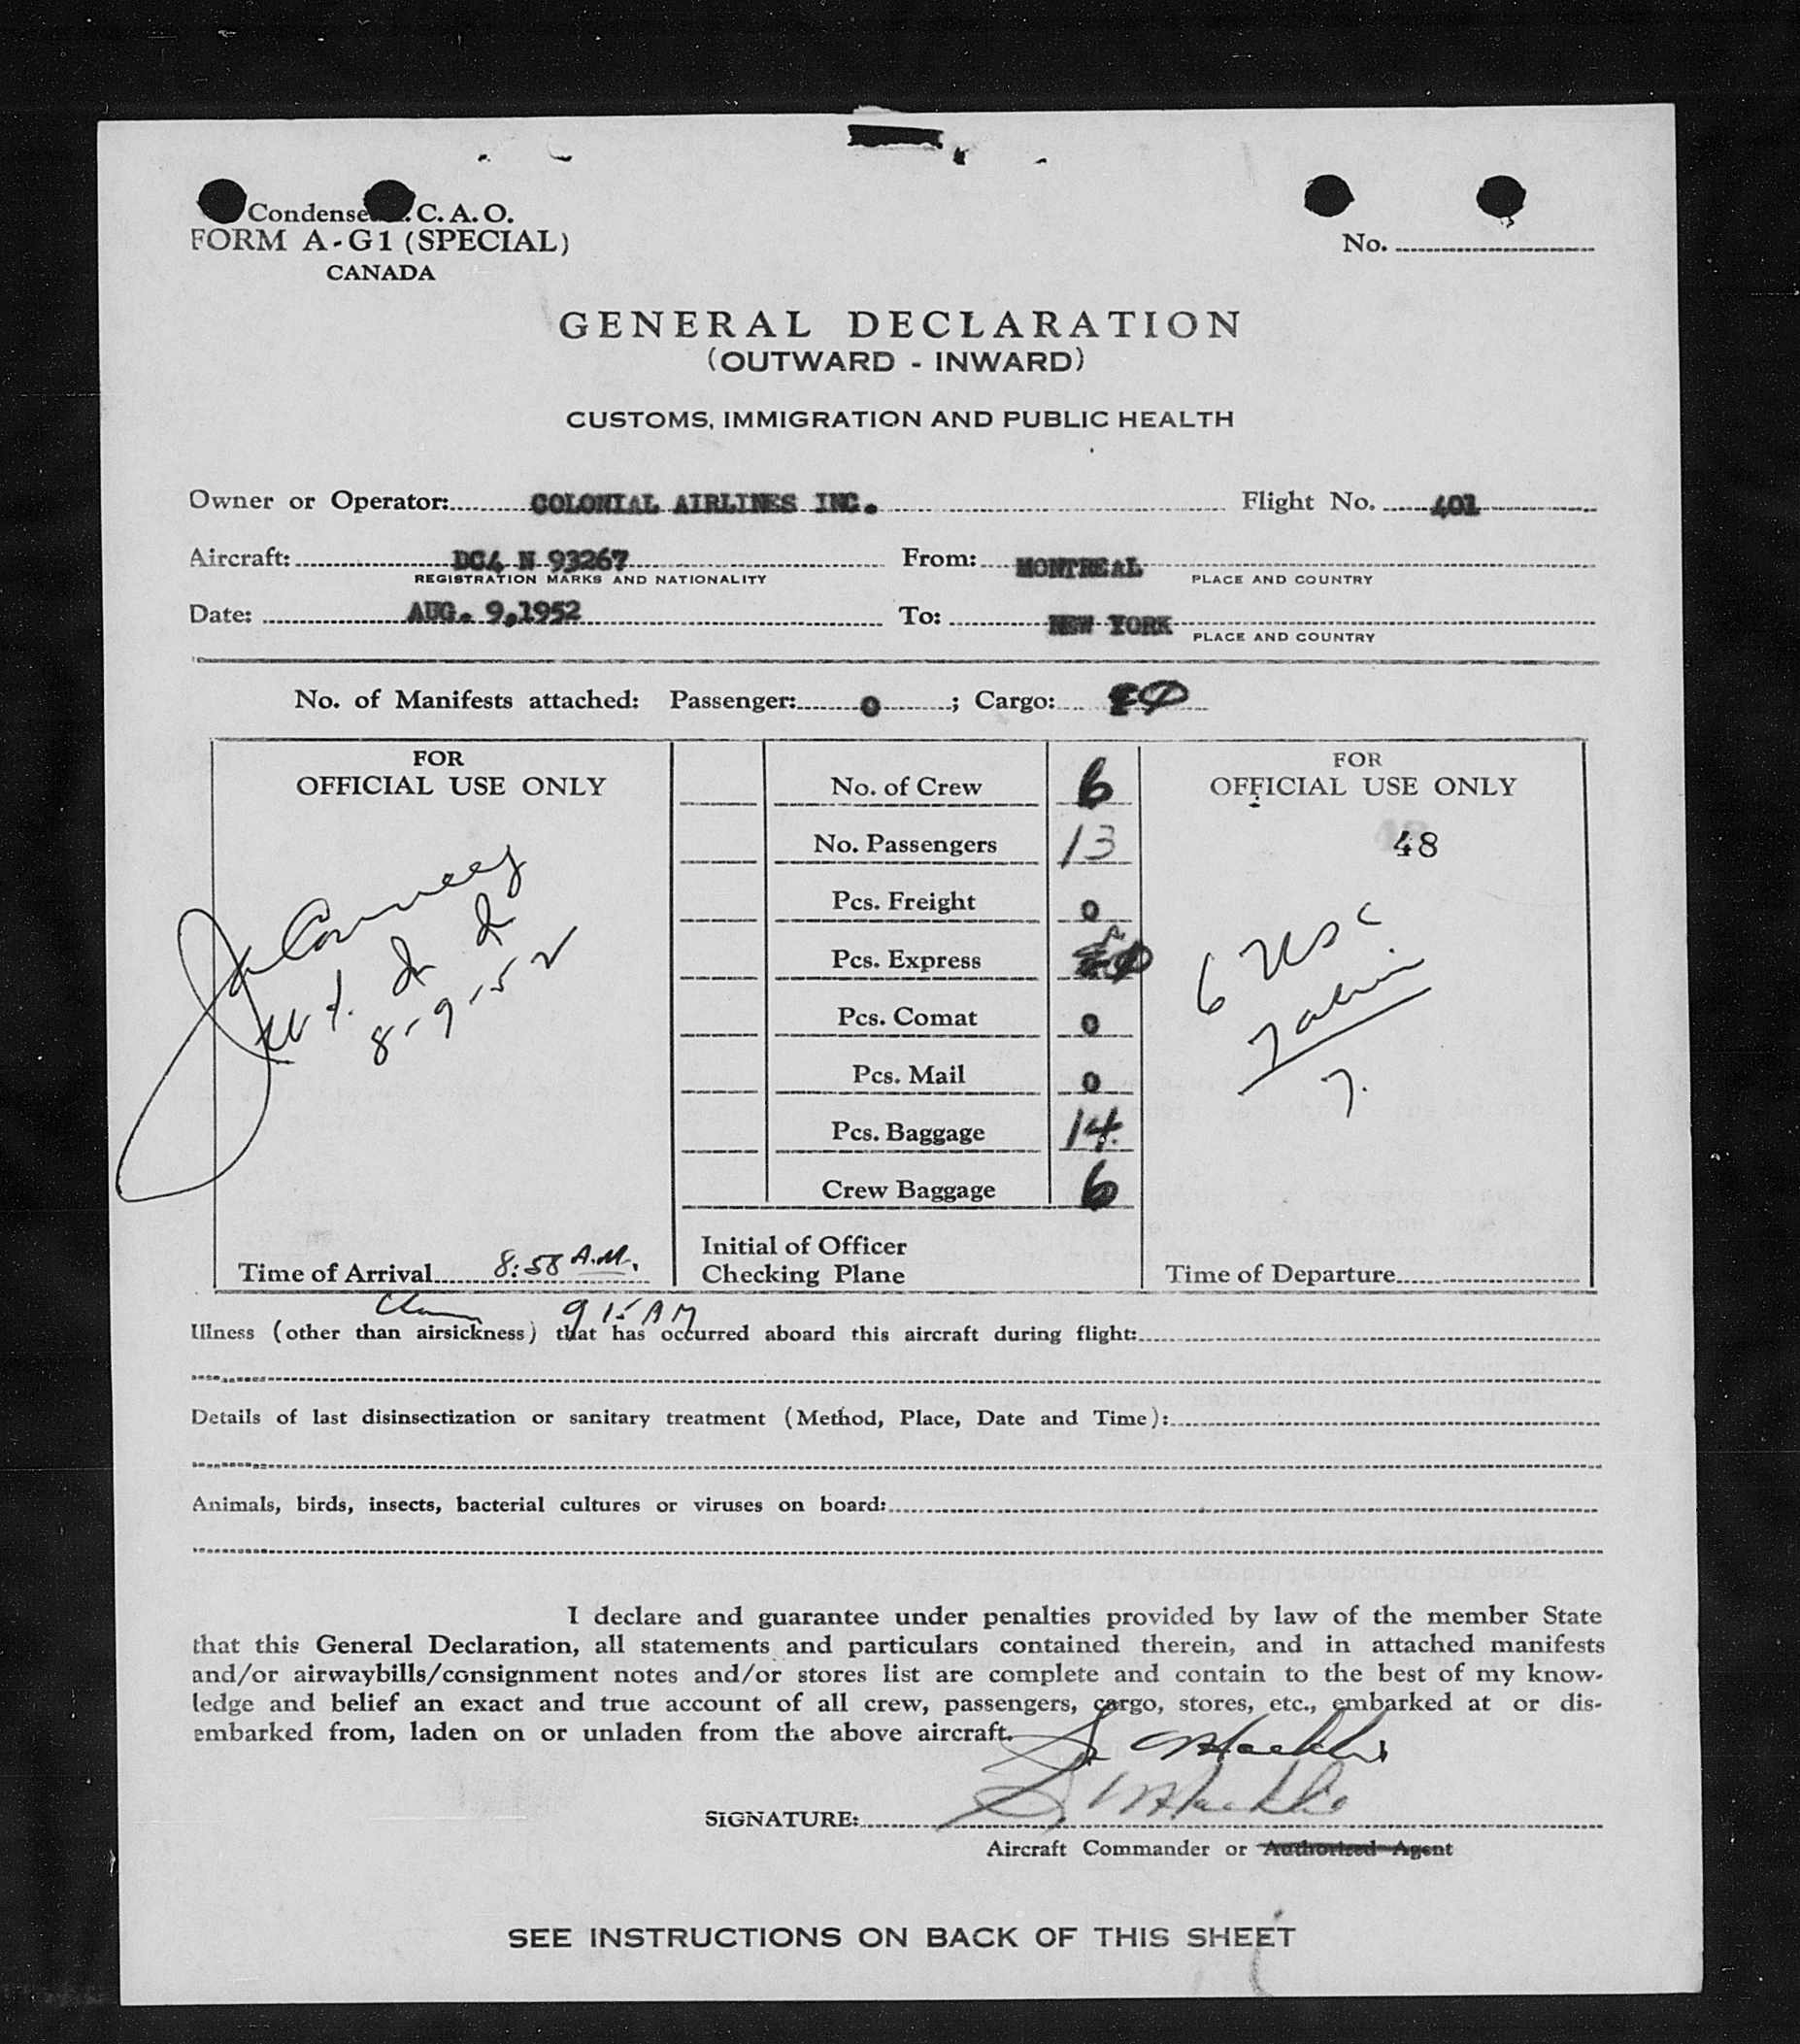 Condense .C. A. O.
FORM A-G1 (SPECIAL)
CANADA
No.
GENERAL DECLARATION
(OUTWARD - INWARD)
CUSTOMS, IMMIGRATION AND PUBLIC HEALTH
Owner or Operator: COLONIAL AIRLINES INC. Flight No. 401
Aircraft: DC4 N 93267 From: MONTREAL
REGISTRATION MARKS AND NATIONALITY PLACE AND COUNTRY
Date: AUG. 9,1952 To: NEW YORK
PLACE AND COUNTRY
No. of Manifests attached: Passenger: 0 ; Cargo:
FOR
OFFICIAL USE ONLY
8-9-52
Time of Arrival 8:58 A.M.
No. of Crew 6
No. Passengers 13
Pcs. Freight 0
Pcs. Express
Pcs. Comat 0
Pcs. Mail 0
Pcs. Baggage 14
Crew Baggage 6
Initial of Officer
Checking Plane
FOR
OFFICIAL USE ONLY
48
6 USC
7.
Time of Departure
915 AM
Illness (other than airsickness) that has occurred aboard this aircraft during flight:
Details of last disinsectization or sanitary treatment (Method, Place, Date and Time):
Animals, birds, insects, bacterial cultures or viruses on board:
I declare and guarantee under penalties provided by law of the member State
that this General Declaration, all statements and particulars contained therein, and in attached manifests
and/or airwaybills/consignment notes and/or stores list are complete and contain to the best of my know-
ledge and belief an exact and true account of all crew, passengers, cargo, stores, etc., embarked at or dis-
embarked from, laden on or unladen from the above aircraft.
SIGNATURE:
Aircraft Commander or Authorized Agent
SEE INSTRUCTIONS ON BACK OF THIS SHEET